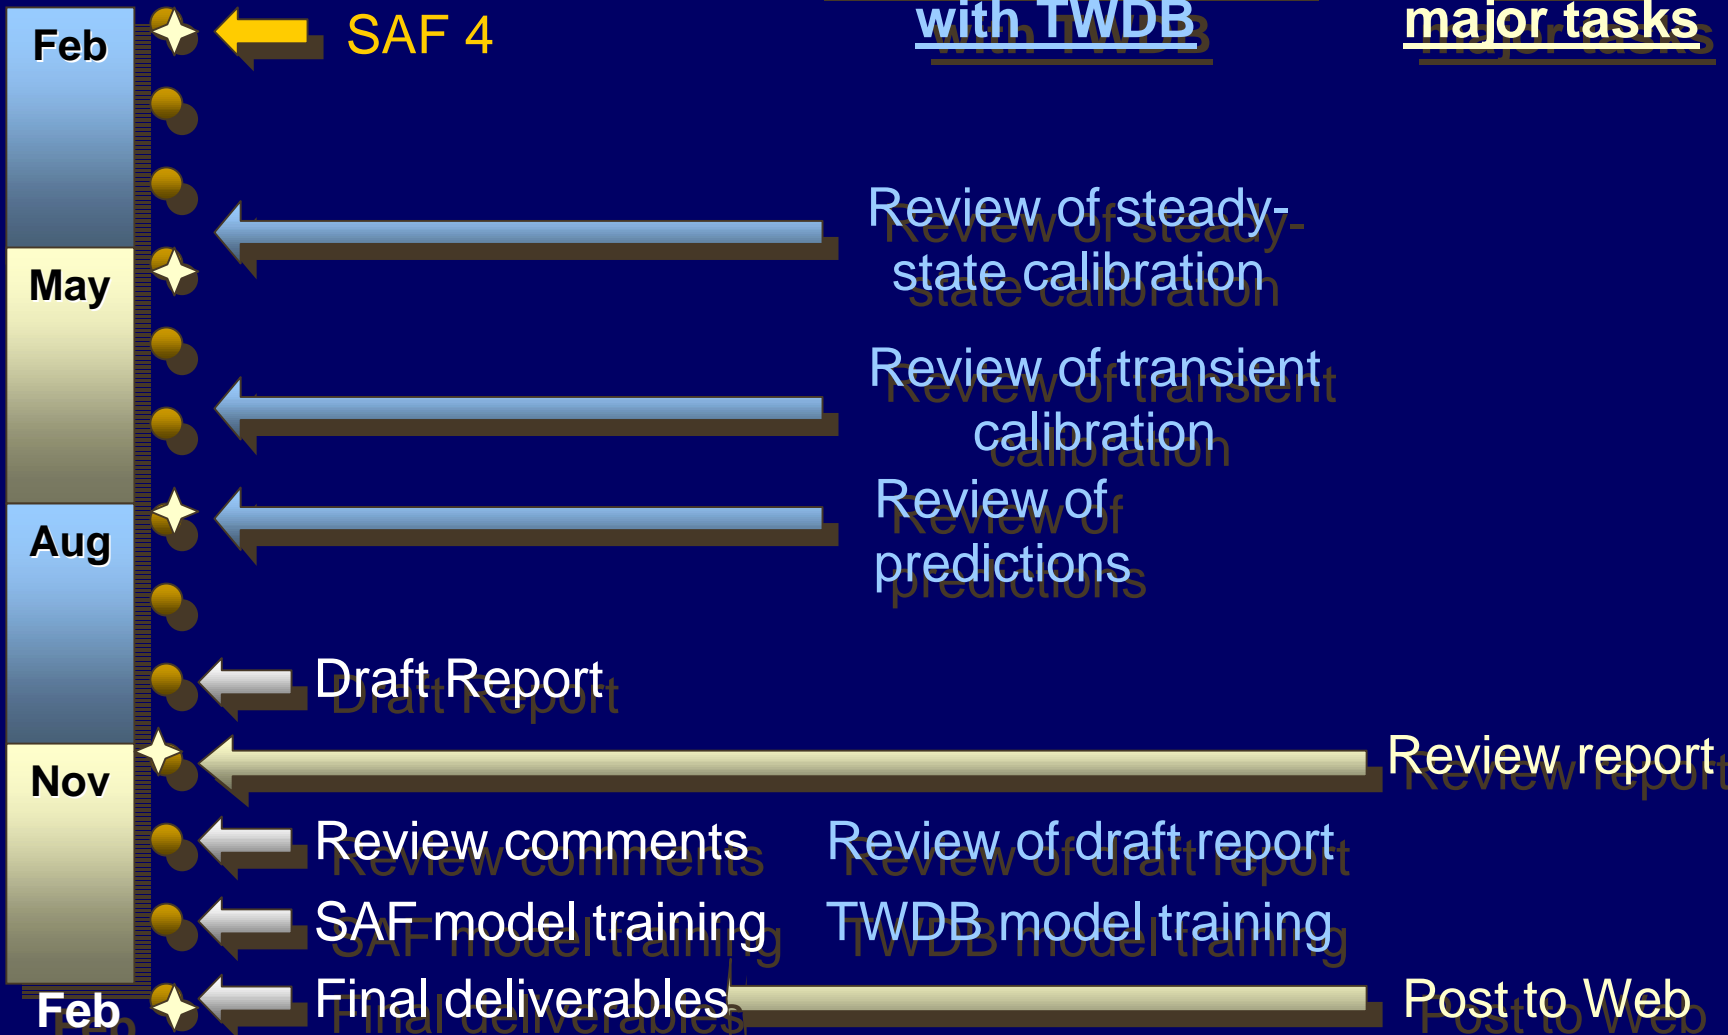 with TWDB
major tasks
Feb
SAF 4
Review of steady-
state calibration
May
Review of transient
calibration
Review of
predictions
Aug
Draft Report
Review report
Nov
Review comments
Review of draft report
SAF model training
TWDB model training
Final deliverables
Post to Web
Feb